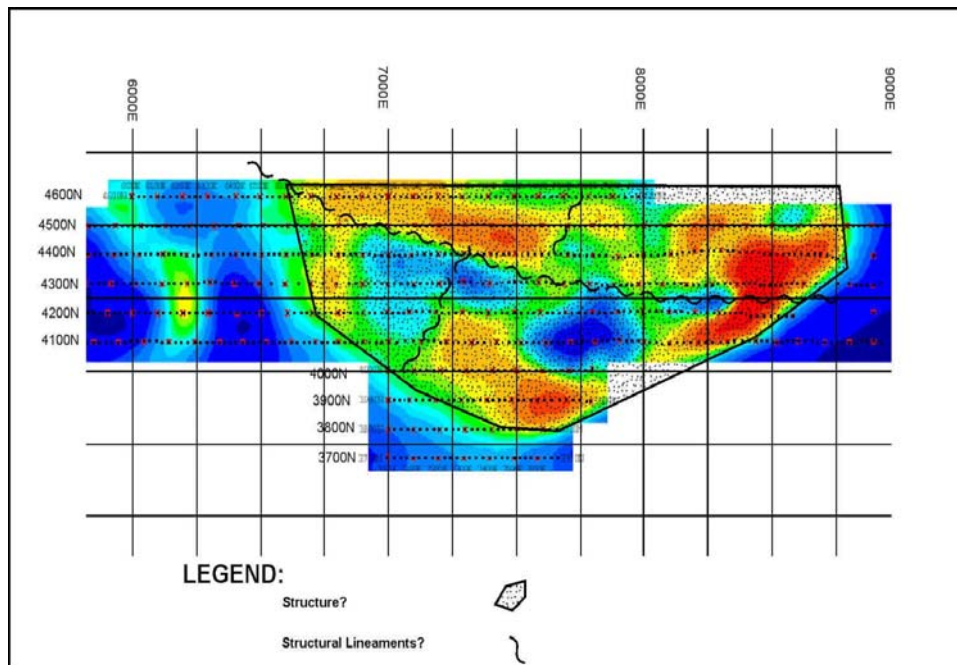 6000E 7000E 8000E 9000E
4600N
4500N
4400N
4300N
4200N
4100N
4000N
3900N
3800N
3700N
LEGEND:
Structure?
Structural Lineaments?